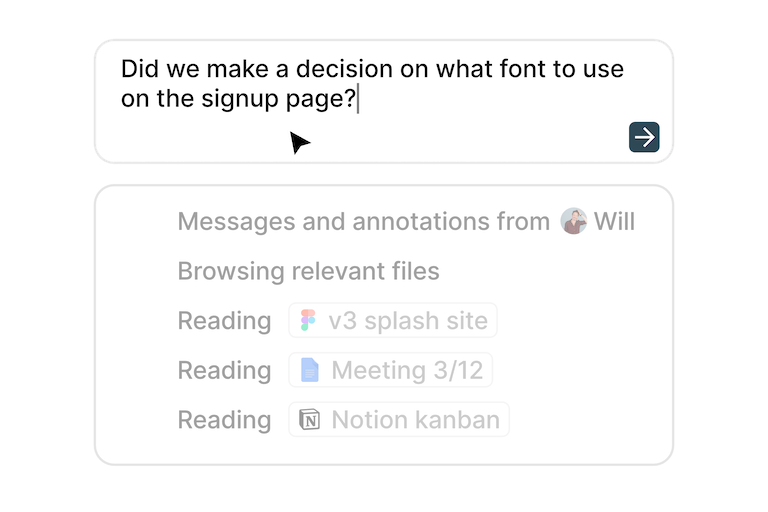 Did we make a decision on what font to use
on the signup page?
Messages and annotations from Will
Browsing relevant files
Reading v3 splash site
Reading Meeting 3/12
Reading Notion kanban